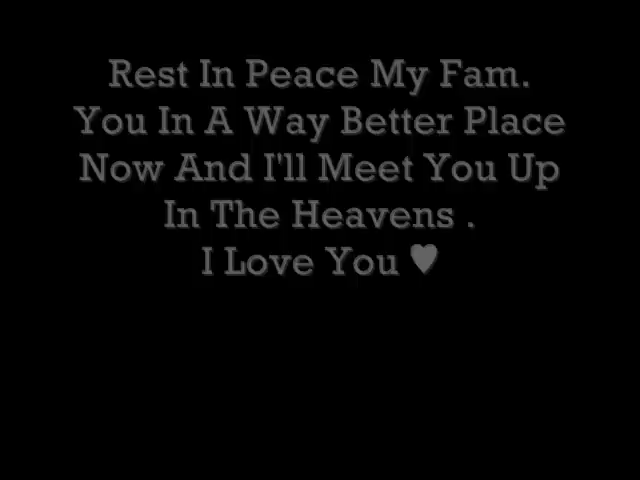 Rest In Peace My Fam.
You In A Way Better Place
Now And I'll Meet You Up
In The Heavens .
I Love You ♥